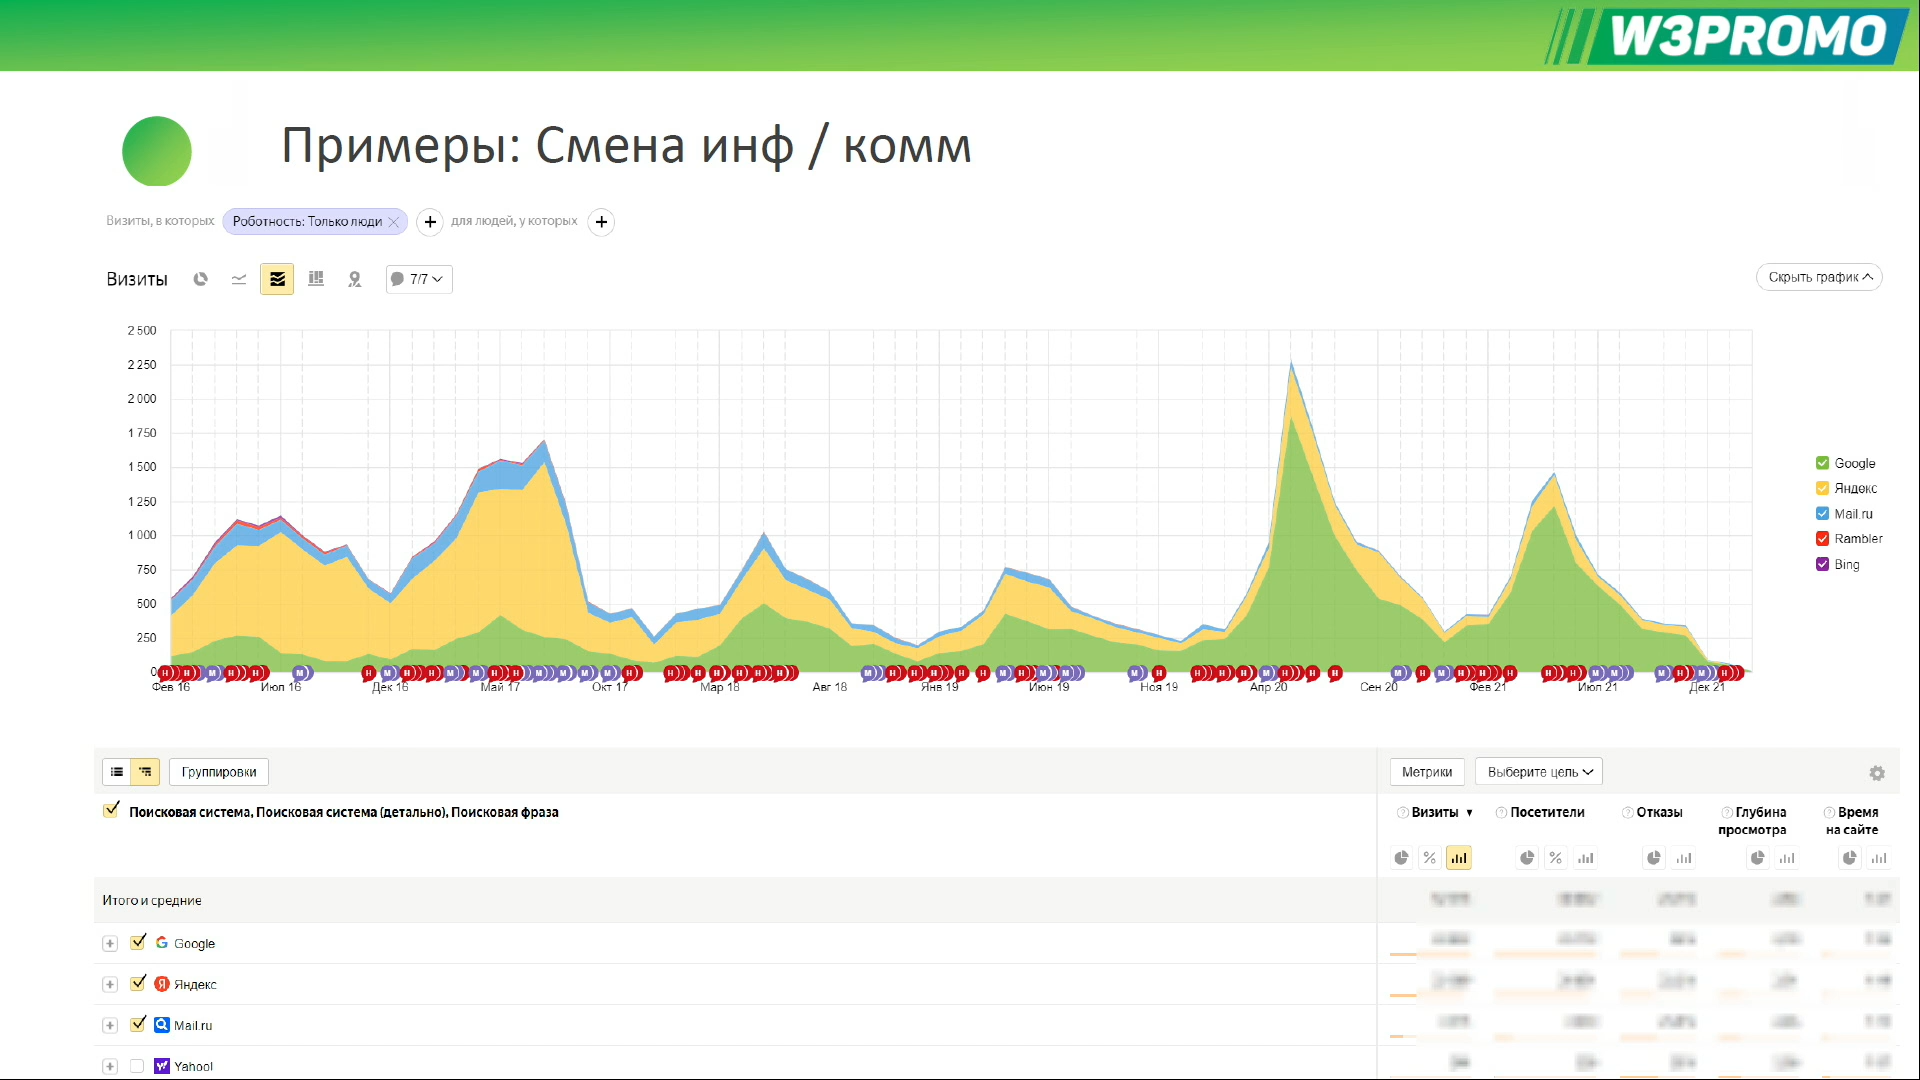 W3PROMO
Примеры: Смена инф / комм
Визиты, в которых Роботность: Только люди × + для людей, у которых +
Визиты 7/7 Скрыть график
2 500
2 250
2 000
1 750
1 500
1 250
1 000
750
500
250
0
Google
Яндекс
Mail.ru
Rambler
Bing
Фев 16 Июл 16 Дек 16 Май 17 Окт 17 Мар 18 Авг 18 Янв 19 Июн 19 Ноя 19 Апр 20 Сен 20 Фев 21 Июл 21 Дек 21
Группировки Метрики Выберите цель
Поисковая система, Поисковая система (детально), Поисковая фраза
Визиты ▼ Посетители Отказы Глубина просмотра Время на сайте
Итого и средние
Google
Яндекс
Mail.ru
Yahoo!